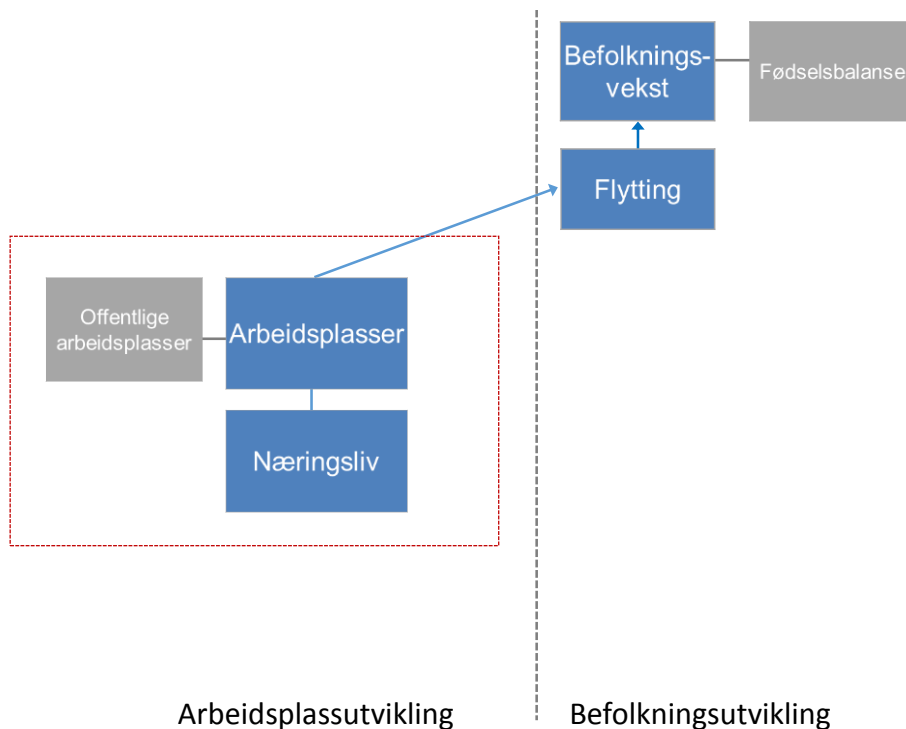 Befolknings-
vekst
Fødselsbalanse
Flytting
Offentlige
arbeidsplasser
Arbeidsplasser
Næringsliv
Arbeidsplassutvikling
Befolkningsutvikling